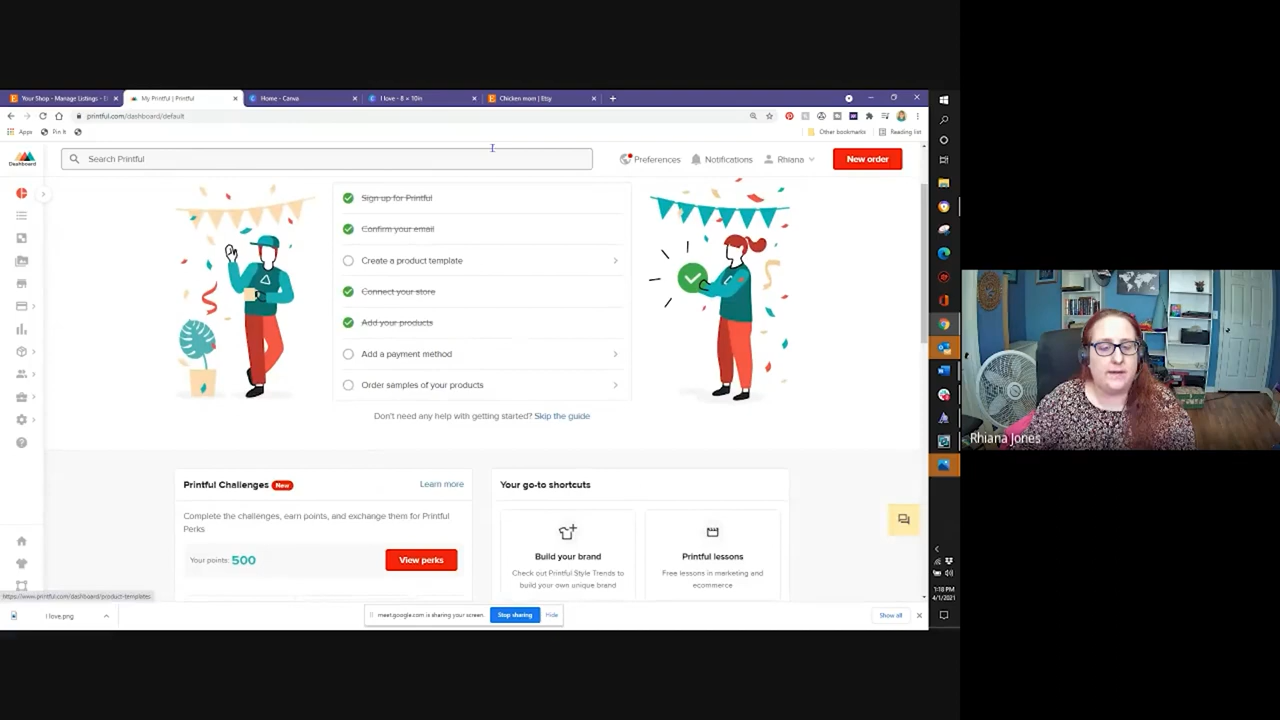 Your Shop - Manage Listings - E
My Printful | Printful
Home - Canva
I love - 8 × 10in
Chicken mom | Etsy
printful.com/dashboard/default
Apps
Pin It
Other bookmarks
Reading list
Dashboard
Search Printful
Preferences
Notifications
Rhiana
New order
Sign up for Printful
Confirm your email
Create a product template
Connect your store
Add your products
Add a payment method
Order samples of your products
Don't need any help with getting started? Skip the guide
Printful Challenges New
Learn more
Complete the challenges, earn points, and exchange them for Printful
Perks
Your points: 500
View perks
Your go-to shortcuts
Build your brand
Check out Printful Style Trends to
build your own unique brand
Printful lessons
Free lessons in marketing and
ecommerce
https://www.printful.com/dashboard/product-templates
I love.png
meet.google.com is sharing your screen.
Stop sharing
Hide
Show all
1:18 PM
4/1/2021
Rhiana Jones